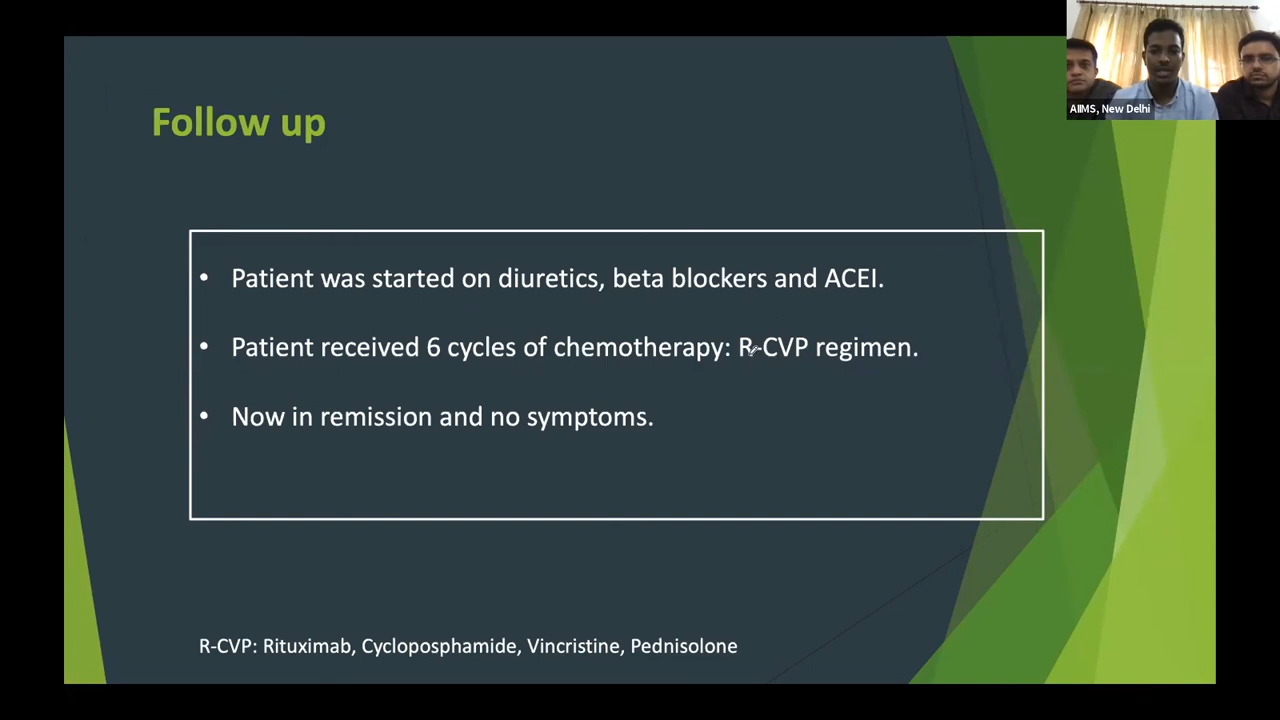 AIIMS, New Delhi
Follow up
• Patient was started on diuretics, beta blockers and ACEI.
• Patient received 6 cycles of chemotherapy: R-CVP regimen.
• Now in remission and no symptoms.
R-CVP: Rituximab, Cycloposphamide, Vincristine, Pednisolone